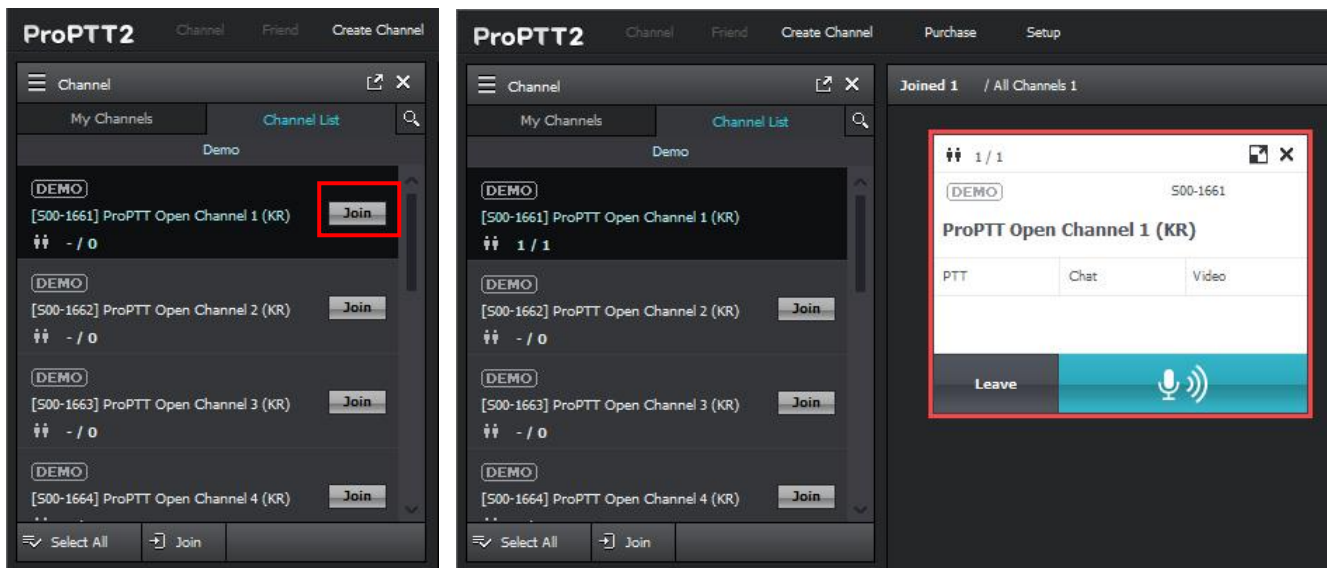 ProPTT2 Channel Friend Create Channel
Channel
My Channels Channel List
Demo
DEMO
[S00-1661] ProPTT Open Channel 1 (KR) Join
- / 0
DEMO
[S00-1662] ProPTT Open Channel 2 (KR) Join
- / 0
DEMO
[S00-1663] ProPTT Open Channel 3 (KR) Join
- / 0
DEMO
[S00-1664] ProPTT Open Channel 4 (KR) Join
Select All Join
ProPTT2 Channel Friend Create Channel Purchase Setup
Channel
My Channels Channel List
Demo
DEMO
[S00-1661] ProPTT Open Channel 1 (KR)
1 / 1
DEMO
[S00-1662] ProPTT Open Channel 2 (KR) Join
- / 0
DEMO
[S00-1663] ProPTT Open Channel 3 (KR) Join
- / 0
DEMO
[S00-1664] ProPTT Open Channel 4 (KR) Join
Select All Join
Joined 1 / All Channels 1
1 / 1
DEMO S00-1661
ProPTT Open Channel 1 (KR)
PTT Chat Video
Leave